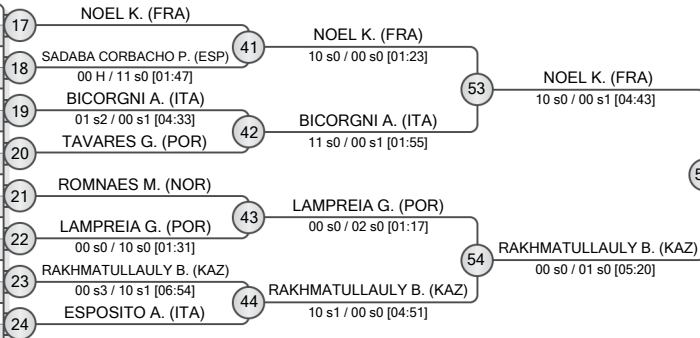 17
NOEL K. (FRA)
18
SADABA CORBACHO P. (ESP)
00 H / 11 s0 [01:47]
41
NOEL K. (FRA)
10 s0 / 00 s0 [01:23]
19
BICORGNI A. (ITA)
01 s2 / 00 s1 [04:33]
20
TAVARES G. (POR)
42
BICORGNI A. (ITA)
11 s0 / 00 s1 [01:55]
53
NOEL K. (FRA)
10 s0 / 00 s1 [04:43]
21
ROMNAES M. (NOR)
22
LAMPREIA G. (POR)
00 s0 / 10 s0 [01:31]
43
LAMPREIA G. (POR)
00 s0 / 02 s0 [01:17]
23
RAKHMATULLAULY B. (KAZ)
00 s3 / 10 s1 [06:54]
24
ESPOSITO A. (ITA)
44
RAKHMATULLAULY B. (KAZ)
10 s1 / 00 s0 [04:51]
54
RAKHMATULLAULY B. (KAZ)
00 s0 / 01 s0 [05:20]